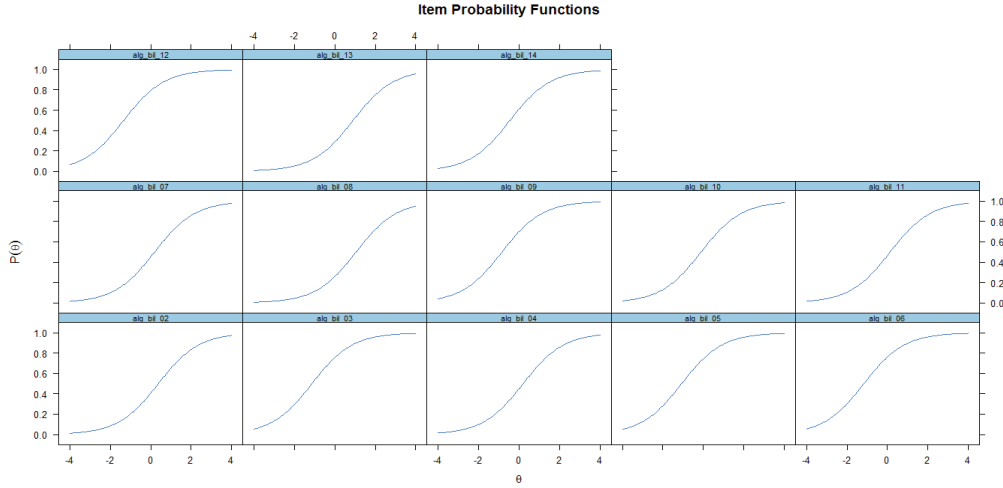 Item Probability Functions
-4 -2 0 2 4
alg_bil_12 alg_bil_13 alg_bil_14
1.0
0.8
0.6
0.4
0.2
0.0
alg_bil_07 alg_bil_08 alg_bil_09 alg_bil_10 alg_bil_11
1.0
0.8
0.6
0.4
0.2
0.0
P(θ)
alg_bil_02 alg_bil_03 alg_bil_04 alg_bil_05 alg_bil_06
1.0
0.8
0.6
0.4
0.2
0.0
-4 -2 0 2 4 -4 -2 0 2 4 -4 -2 0 2 4
θ